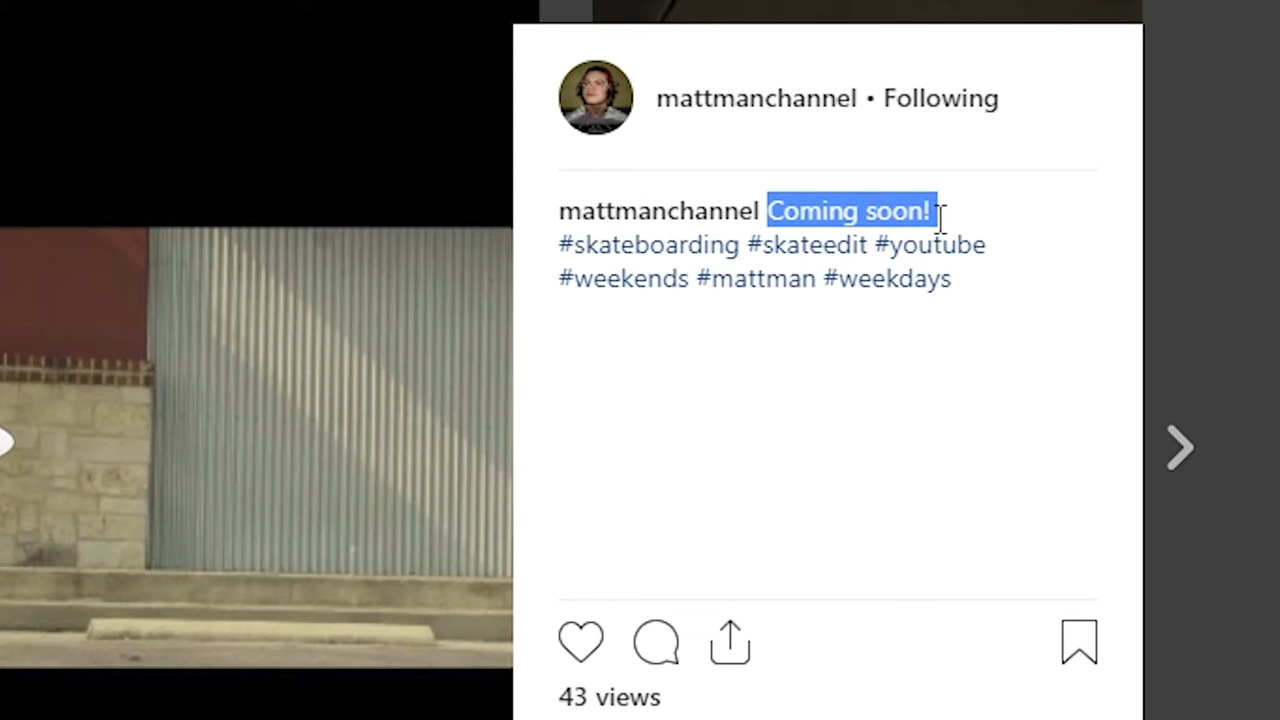 mattmanchannel • Following
mattmanchannel Coming soon!
#skateboarding #skateedit #youtube
#weekends #mattman #weekdays
43 views